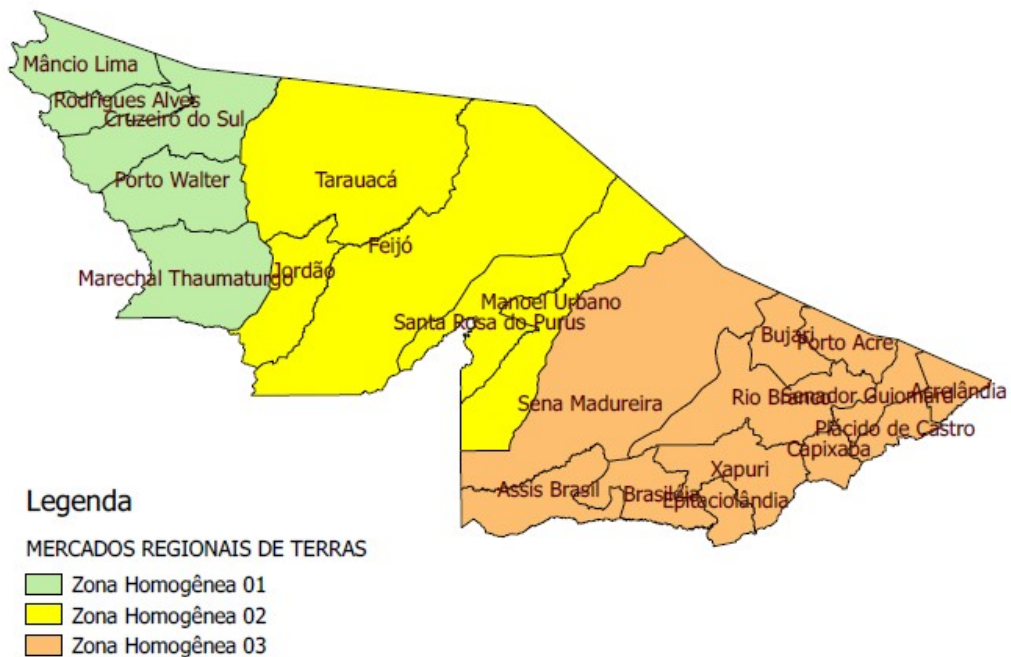 Mâncio Lima
Rodrigues Alves
Cruzeiro do Sul
Porto Walter
Tarauacá
Feijó
Marechal Thaumaturgo
Jordão
Manoel Urbano
Santa Rosa do Purus
Bujari
Porto Acre
Sena Madureira
Rio Branco
Senador Guiomard
Acrelândia
Plácido de Castro
Capixaba
Xapuri
Assis Brasil
Brasiléia
Epitaciolândia
Legenda
MERCADOS REGIONAIS DE TERRAS
Zona Homogênea 01
Zona Homogênea 02
Zona Homogênea 03